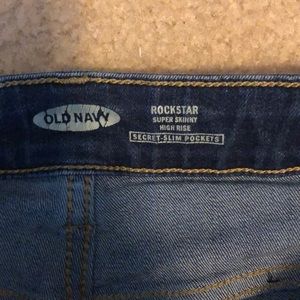 OLD NAVY
ROCKSTAR
SUPER SKINNY
HIGH RISE
SECRET-SLIM POCKETS